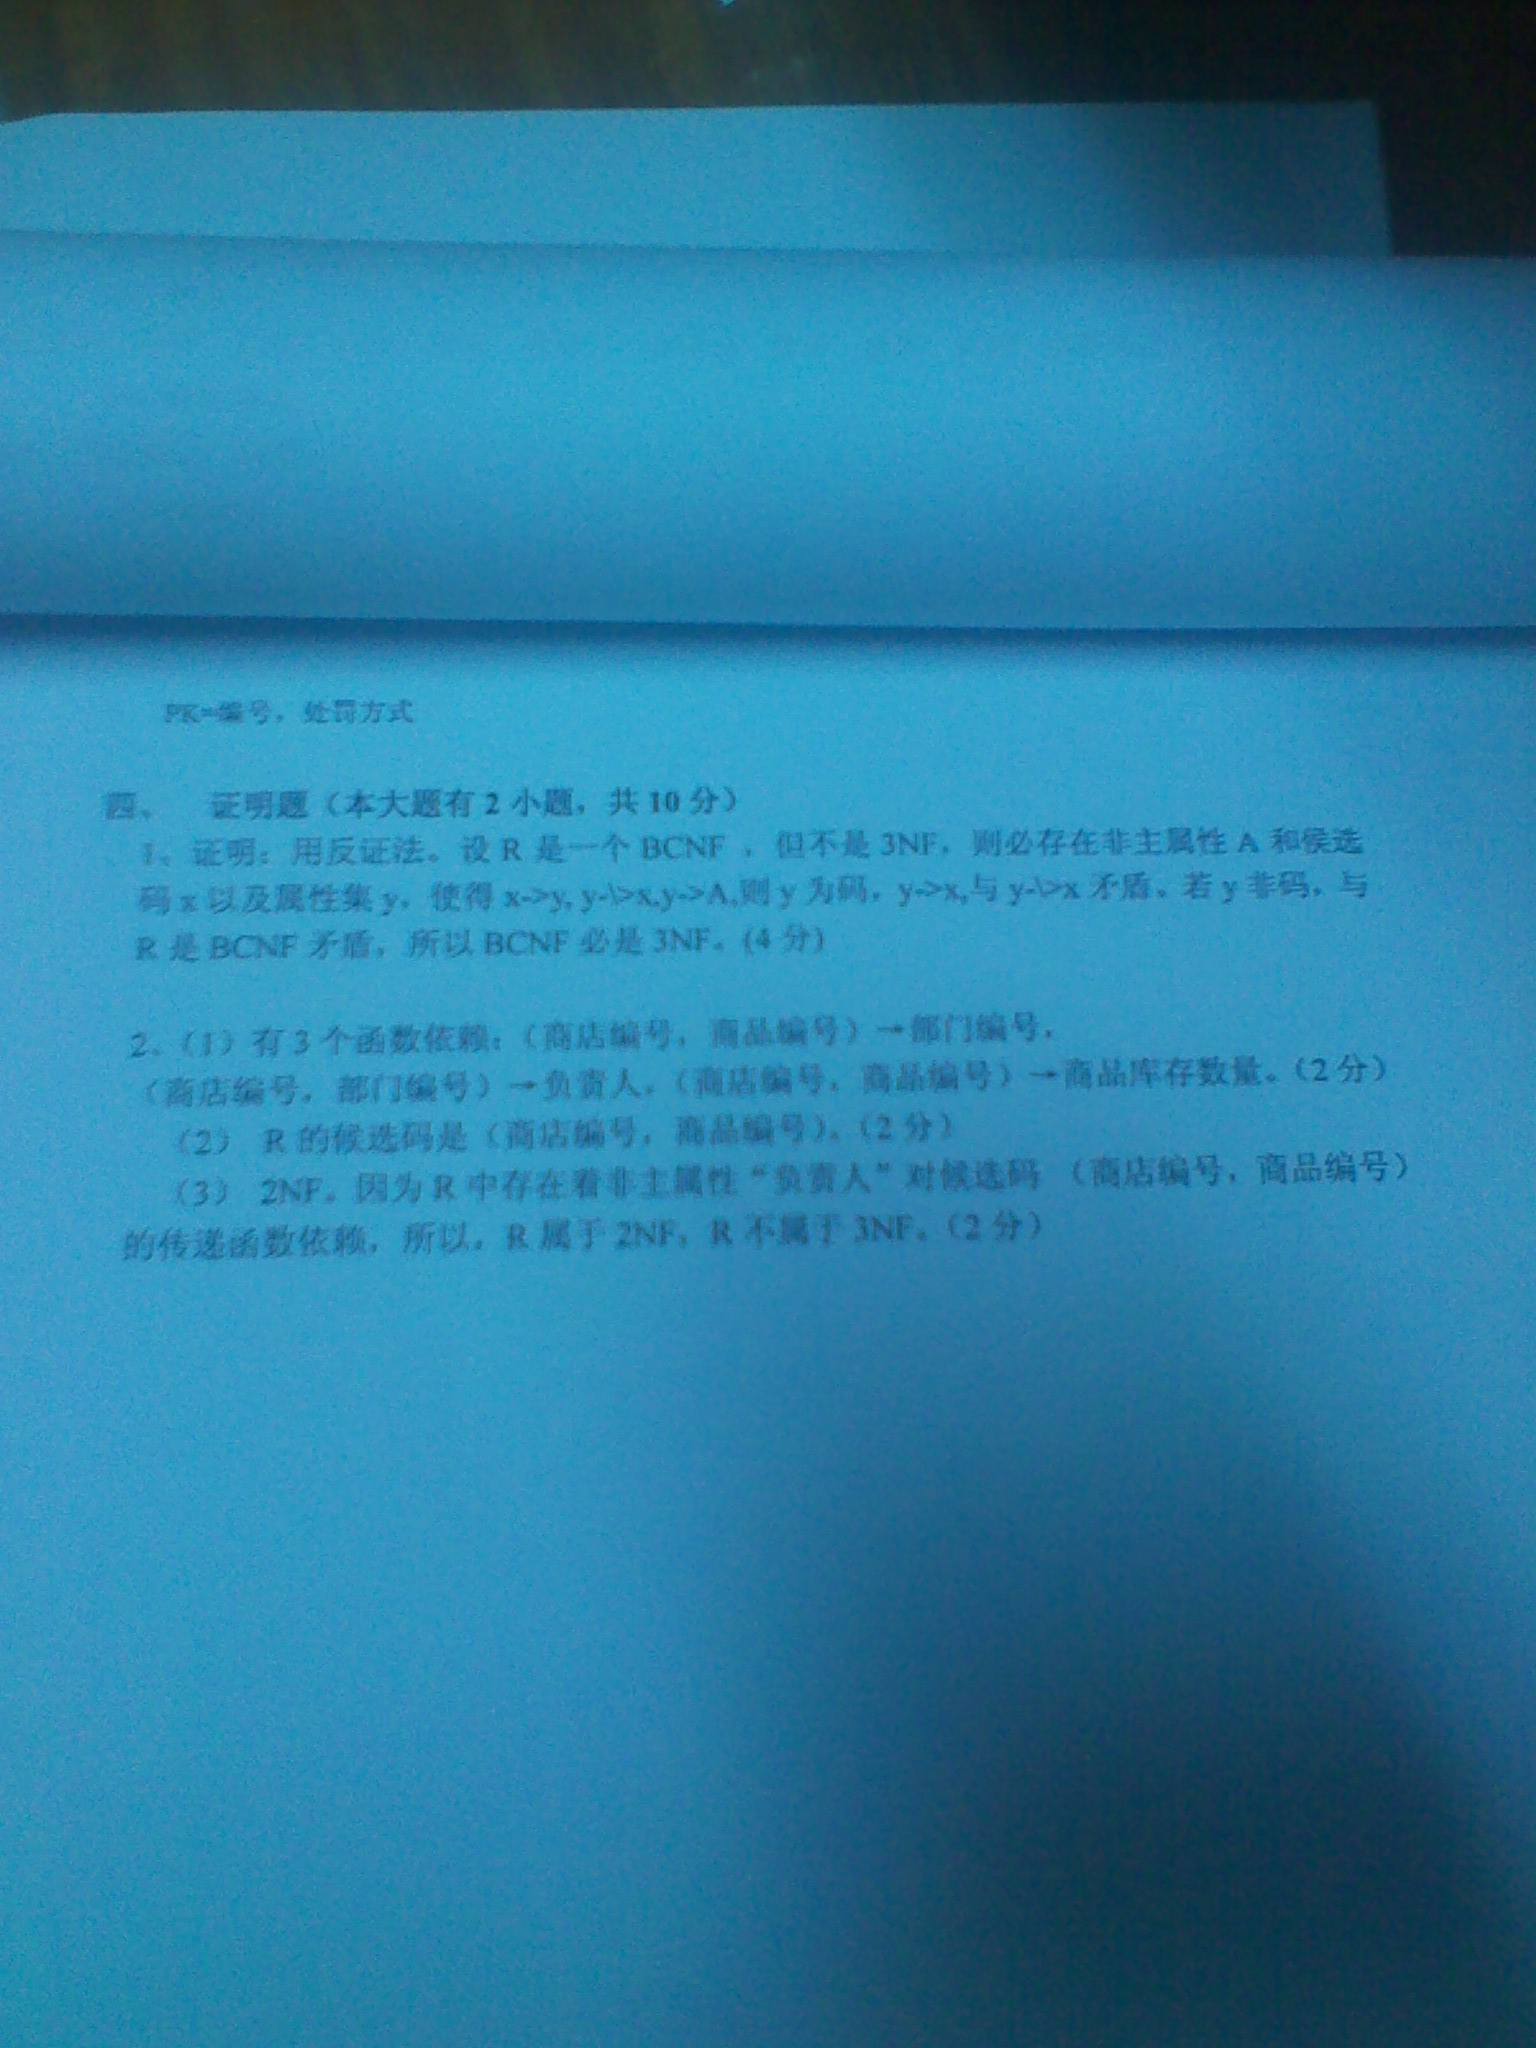 PK=编号，处罚方式
四、 证明题（本大题有 2 小题，共 10 分）
1、证明：用反证法。设 R 是一个 BCNF ，但不是 3NF，则必存在非主属性 A 和侯选
码 x 以及属性集 y，使得 x->y, y-\>x,y->A,则 y 为码，y->x,与 y-\>x 矛盾。若 y 非码，与
R 是 BCNF 矛盾，所以 BCNF 必是 3NF。(4 分)
2、（1）有 3 个函数依赖：（商店编号，商品编号）→部门编号，
（商店编号，部门编号）→负责人，（商店编号，商品编号）→商品库存数量。（2 分）
（2） R 的候选码是（商店编号，商品编号）。（2 分）
（3） 2NF。因为 R 中存在着非主属性“负责人”对候选码 （商店编号，商品编号）
的传递函数依赖，所以，R 属于 2NF，R 不属于 3NF。（2 分）